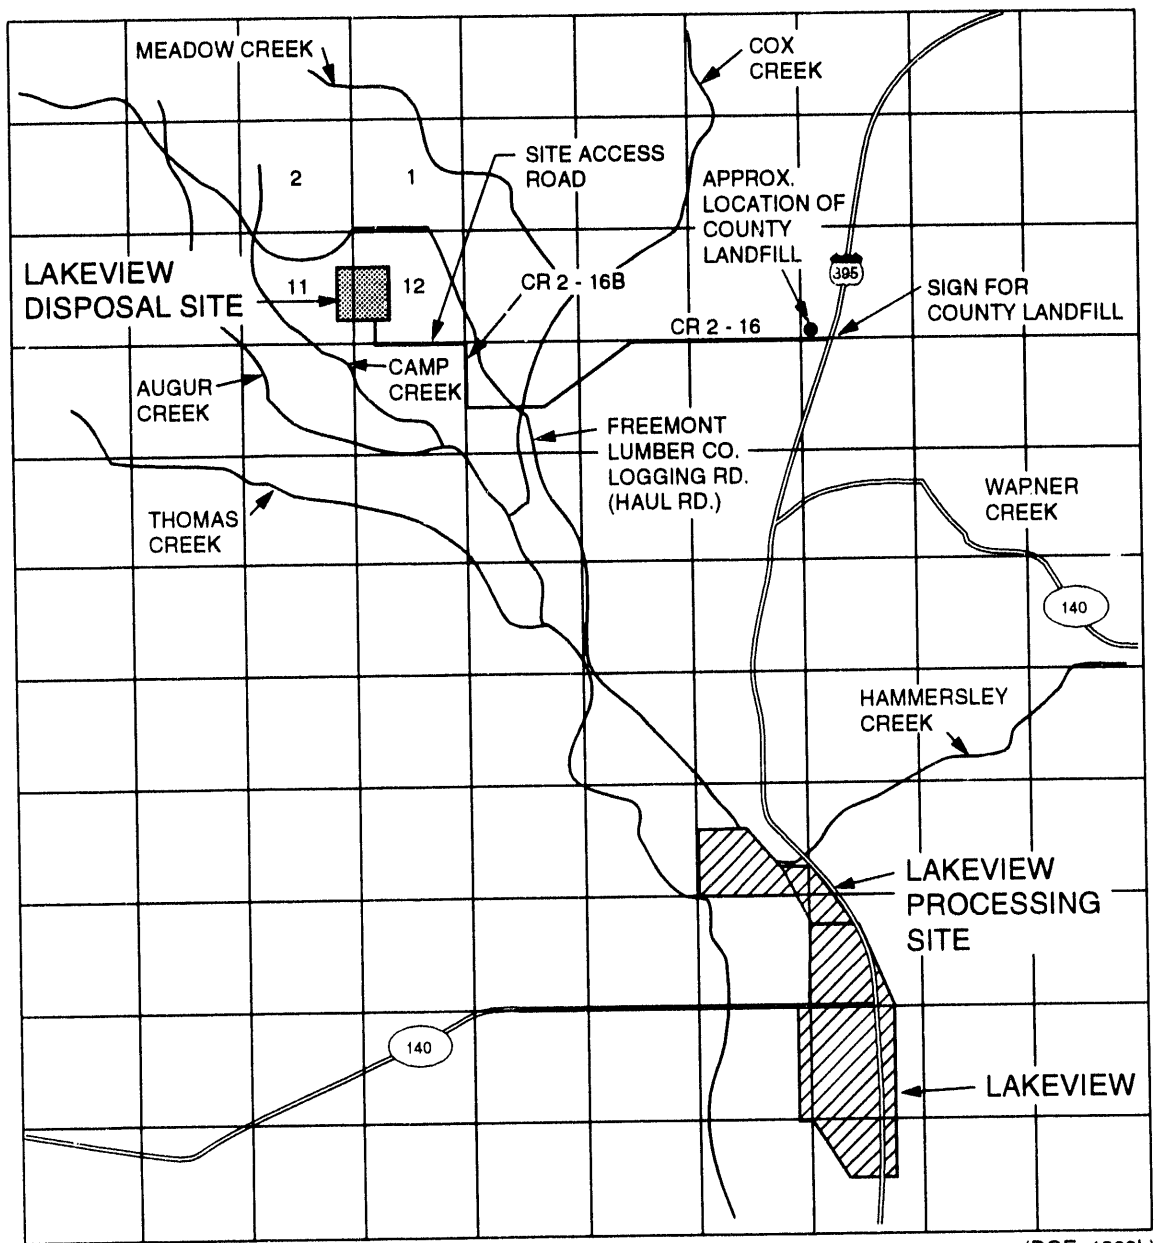 MEADOW CREEK
COX
CREEK
SITE ACCESS
ROAD
2
1
APPROX.
LOCATION OF
COUNTY
LANDFILL
LAKEVIEW
DISPOSAL SITE
11
12
CR 2 - 16B
395
SIGN FOR
COUNTY LANDFILL
CR 2 - 16
CAMP
CREEK
AUGUR
CREEK
FREEMONT
LUMBER CO.
LOGGING RD.
(HAUL RD.)
WARNER
CREEK
THOMAS
CREEK
140
HAMMERSLEY
CREEK
LAKEVIEW
PROCESSING
SITE
140
LAKEVIEW